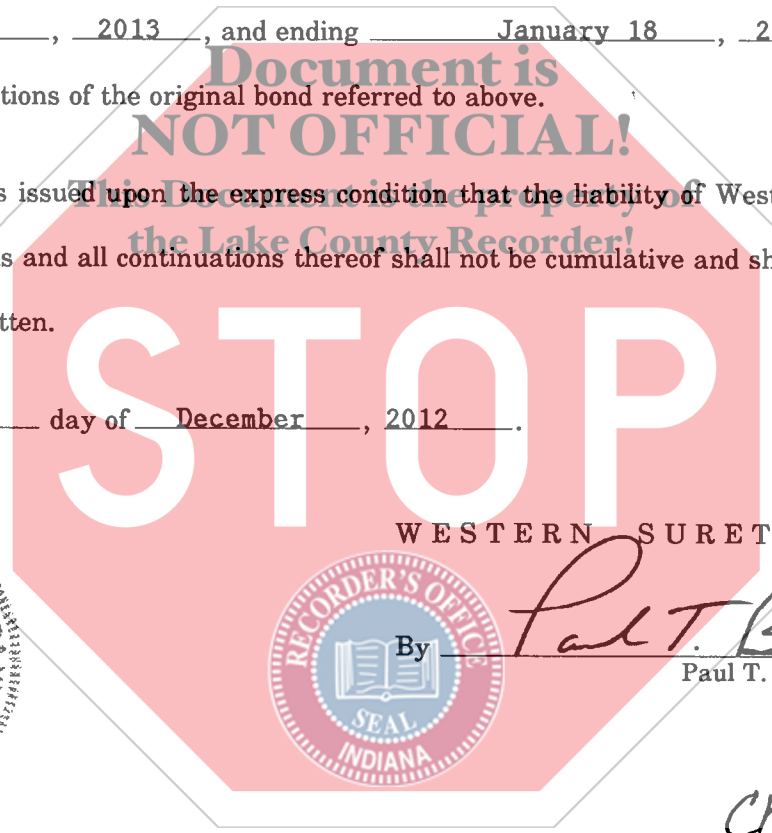 , 2013 , and ending January 18 , 2
Document is
tions of the original bond referred to above.
NOT OFFICIAL!
s issued upon the express condition that the liability of West
This Document is the property of
the Lake County Recorder!
s and all continuations thereof shall not be cumulative and sh
tten.
STOP
day of December , 2012 .
WESTERN SURET
RECORDER'S OFFICE
By Paul T.
Paul T.
SEAL
INDIANA